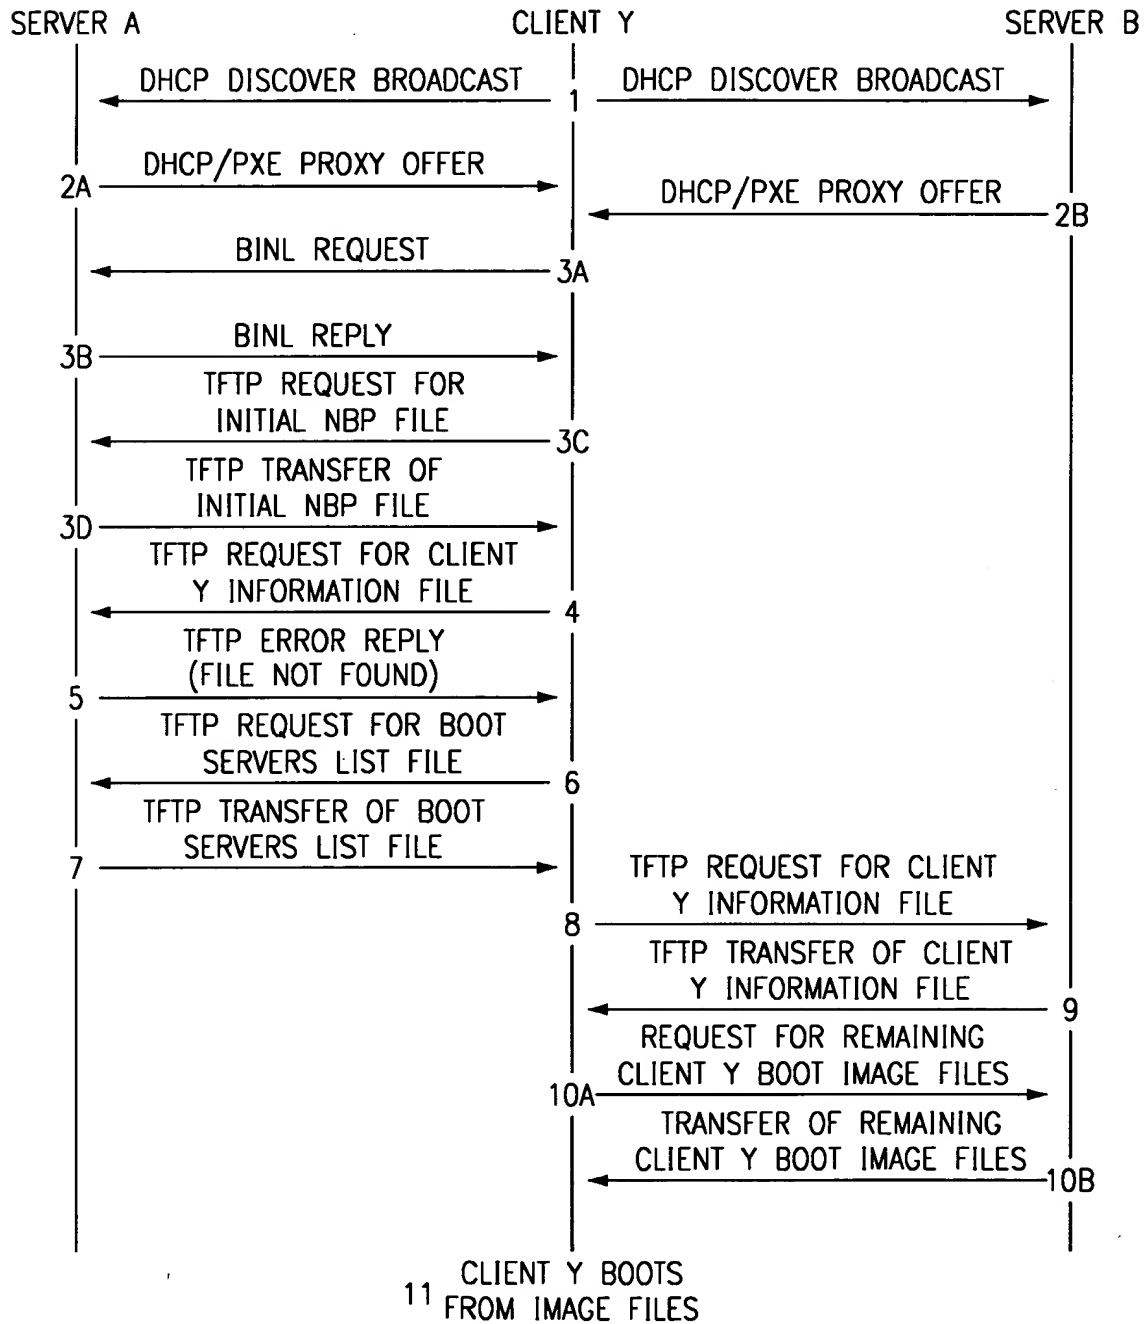 SERVER A CLIENT Y SERVER B
DHCP DISCOVER BROADCAST DHCP DISCOVER BROADCAST
1
DHCP/PXE PROXY OFFER
2A
DHCP/PXE PROXY OFFER
2B
BINL REQUEST
3A
BINL REPLY
3B
TFTP REQUEST FOR
INITIAL NBP FILE
3C
TFTP TRANSFER OF
INITIAL NBP FILE
3D
TFTP REQUEST FOR CLIENT
Y INFORMATION FILE
4
TFTP ERROR REPLY
(FILE NOT FOUND)
5
TFTP REQUEST FOR BOOT
SERVERS LIST FILE
6
TFTP TRANSFER OF BOOT
SERVERS LIST FILE
7
TFTP REQUEST FOR CLIENT
Y INFORMATION FILE
8
TFTP TRANSFER OF CLIENT
Y INFORMATION FILE
9
REQUEST FOR REMAINING
CLIENT Y BOOT IMAGE FILES
10A
TRANSFER OF REMAINING
CLIENT Y BOOT IMAGE FILES
10B
11 CLIENT Y BOOTS
FROM IMAGE FILES